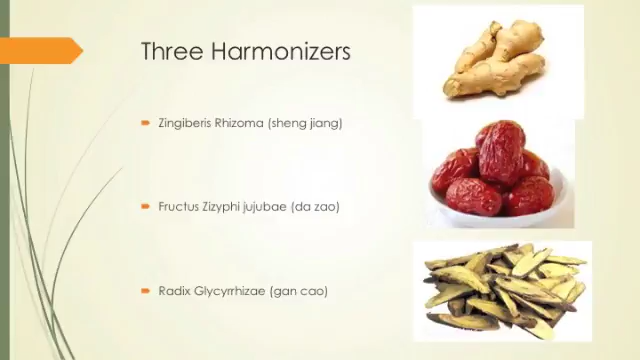 Three Harmonizers
Zingiberis Rhizoma (sheng jiang)
Fructus Zizyphi jujubae (da zao)
Radix Glycyrrhizae (gan cao)